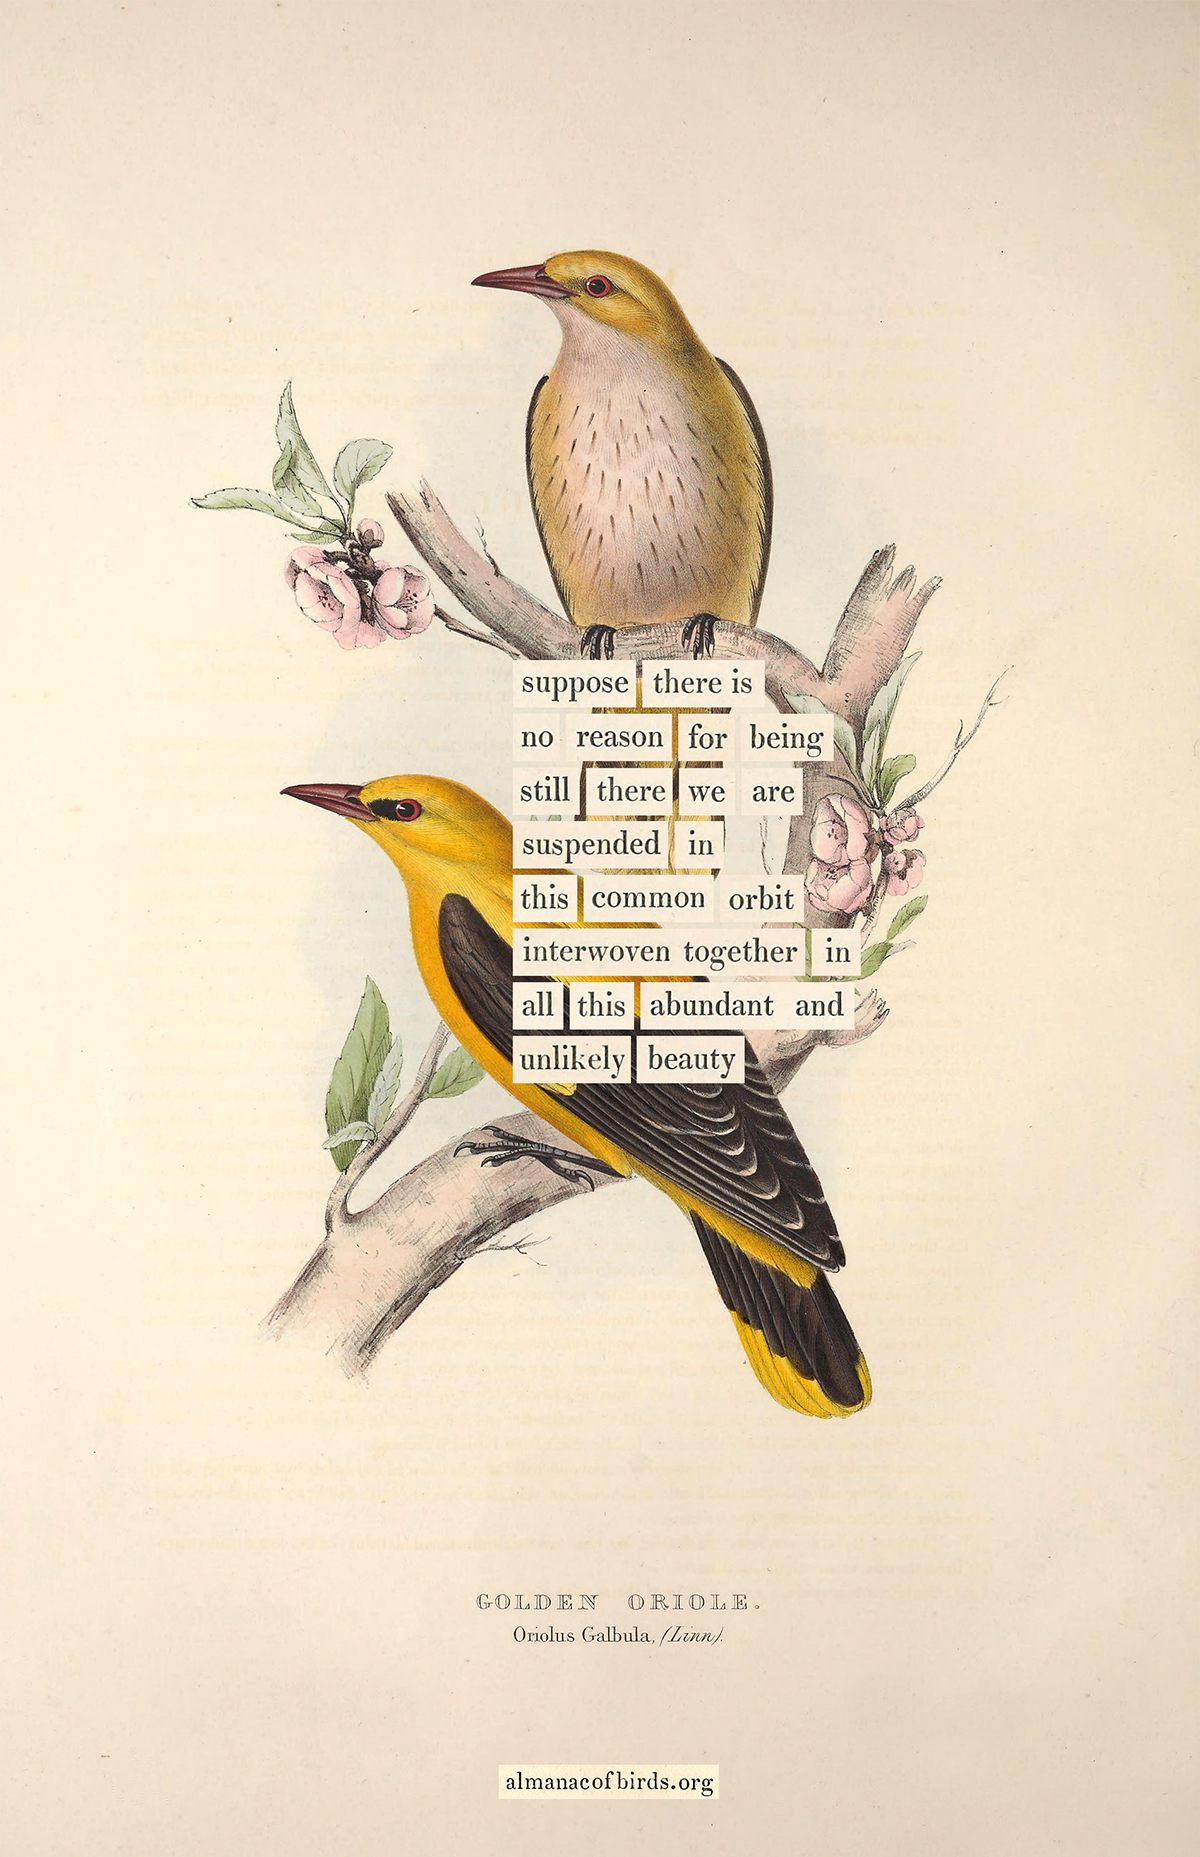 suppose there is
no reason for being
still there we are
suspended in
this common orbit
interwoven together in
all this abundant and
unlikely beauty
GOLDEN ORIOLE.
Oriolus Galbula, (Linn).
almanacofbirds.org